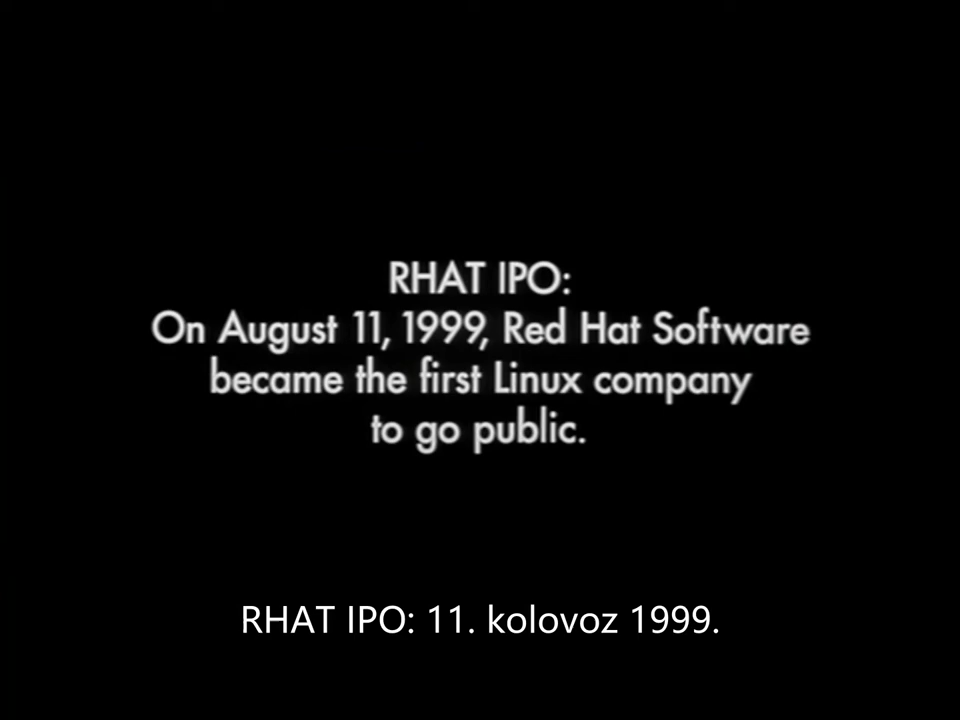 RHAT IPO:
On August 11, 1999, Red Hat Software
became the first Linux company
to go public.
RHAT IPO: 11. kolovoz 1999.